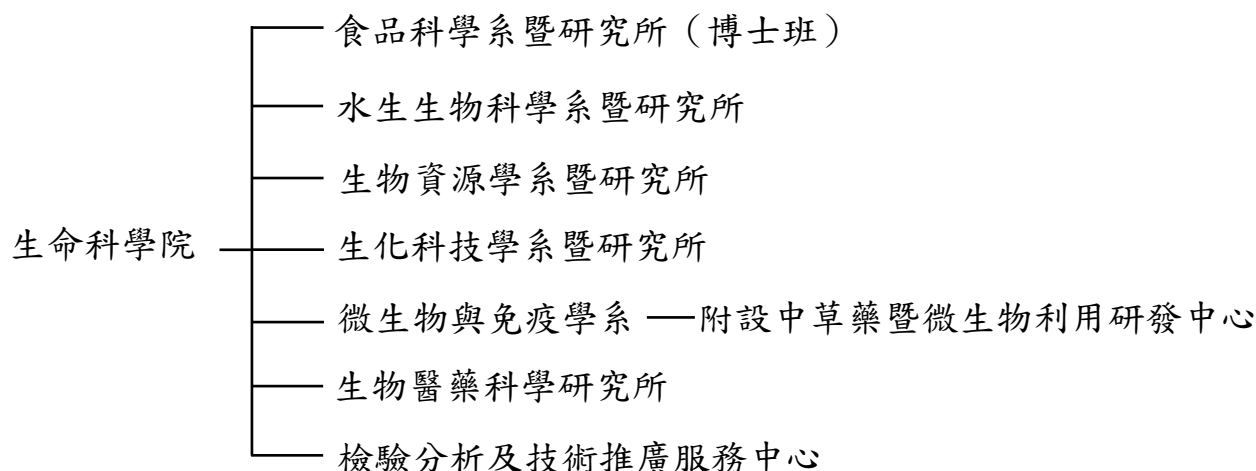 食品科學系暨研究所（博士班）
水生生物科學系暨研究所
生物資源學系暨研究所
生命科學院
生化科技學系暨研究所
微生物與免疫學系
附設中草藥暨微生物利用研發中心
生物醫藥科學研究所
檢驗分析及技術推廣服務中心